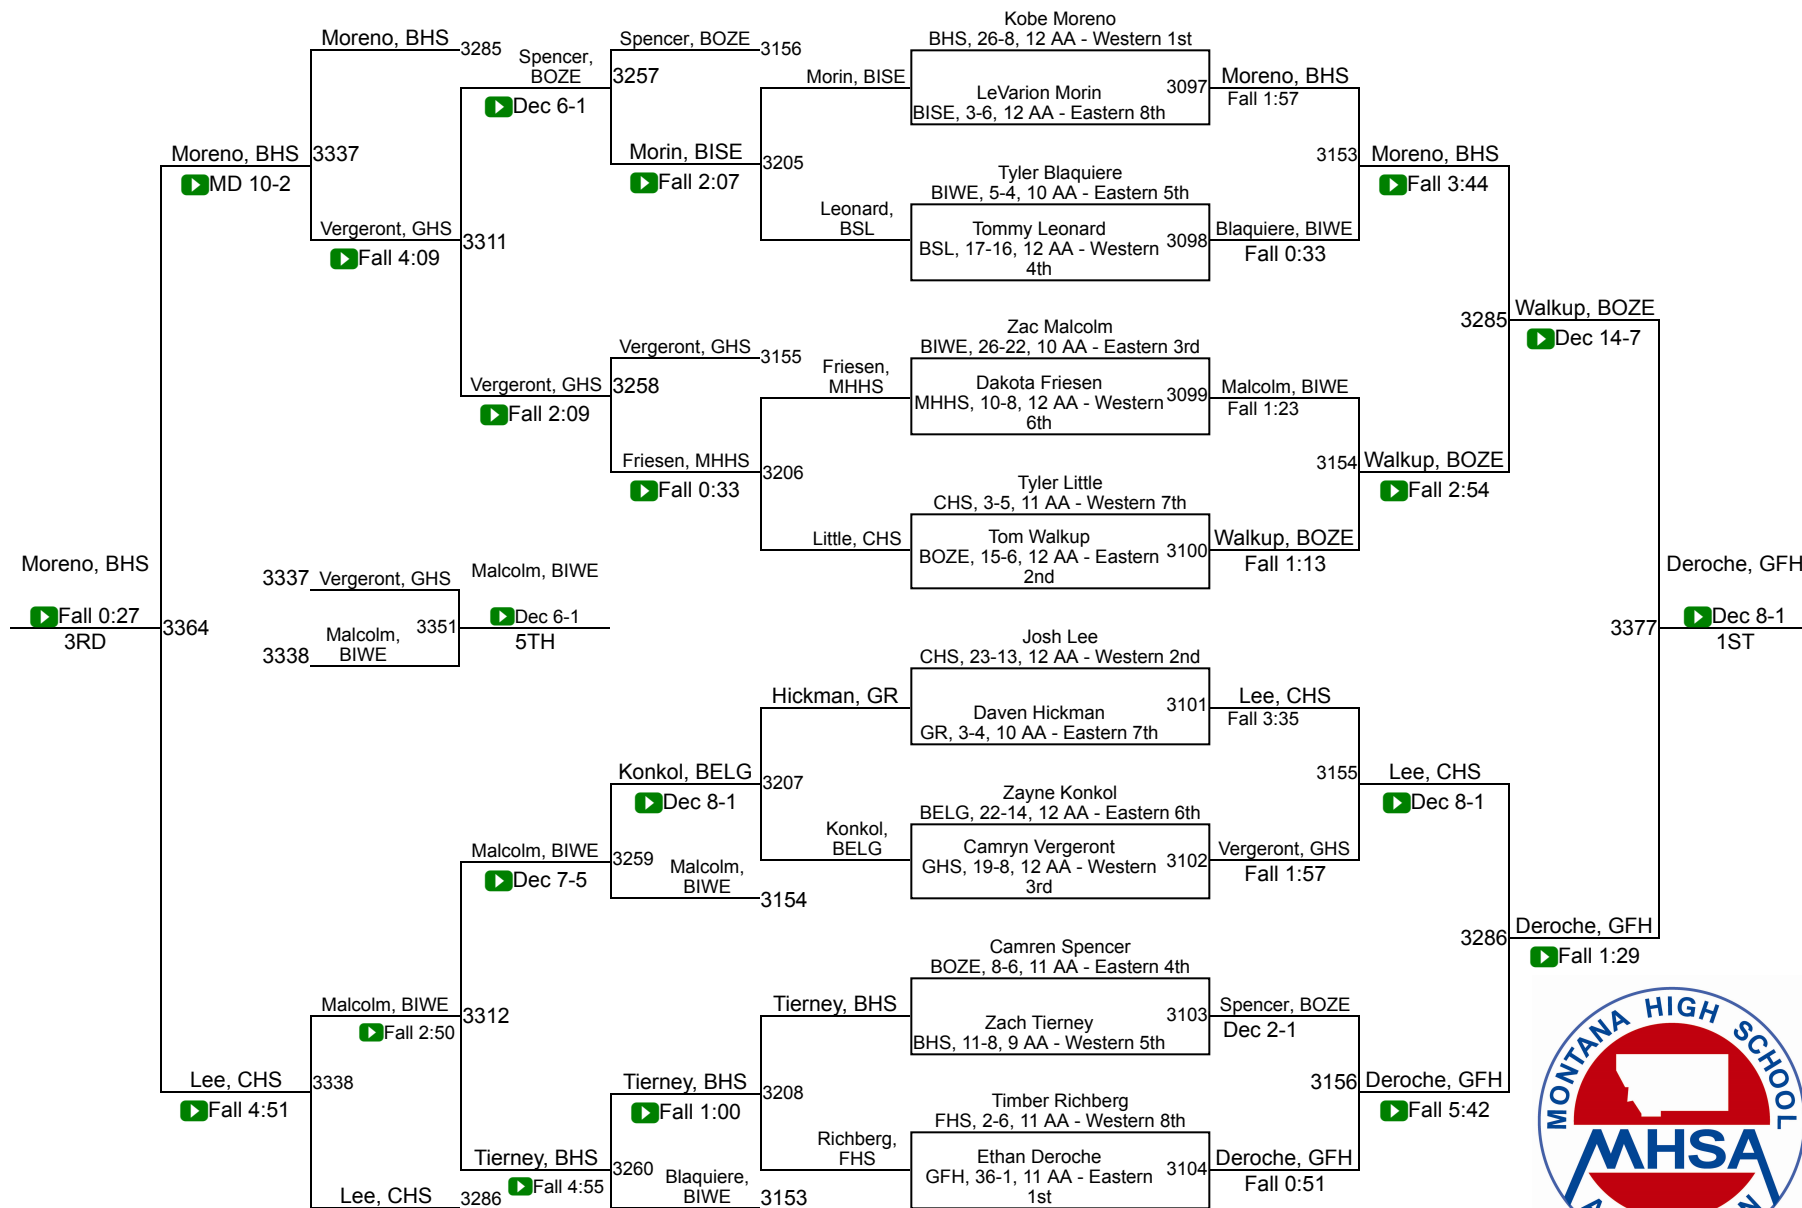 Kobe Moreno
BHS, 26-8, 12 AA - Western 1st
Moreno, BHS
3285
Spencer, BOZE
3156
Spencer,
BOZE
3257
Dec 6-1
Morin, BISE
LeVarion Morin
BISE, 3-6, 12 AA - Eastern 8th
3097
Moreno, BHS
Fall 1:57
Moreno, BHS
3337
MD 10-2
Morin, BISE
3205
Fall 2:07
Tyler Blaquiere
BIWE, 5-4, 10 AA - Eastern 5th
3153
Moreno, BHS
Fall 3:44
Vergeront, GHS
3311
Fall 4:09
Leonard,
BSL
Tommy Leonard
BSL, 17-16, 12 AA - Western
4th
3098
Blaquiere, BIWE
Fall 0:33
3285
Walkup, BOZE
Dec 14-7
Zac Malcolm
BIWE, 26-22, 10 AA - Eastern 3rd
Vergeront, GHS
3155
Vergeront, GHS
3258
Fall 2:09
Friesen,
MHHS
Dakota Friesen
MHHS, 10-8, 12 AA - Western
6th
3099
Malcolm, BIWE
Fall 1:23
Friesen, MHHS
3206
Fall 0:33
Tyler Little
CHS, 3-5, 11 AA - Western 7th
3154
Walkup, BOZE
Fall 2:54
Little, CHS
Tom Walkup
BOZE, 15-6, 12 AA - Eastern
2nd
3100
Walkup, BOZE
Fall 1:13
Moreno, BHS
Fall 0:27
3RD
3364
3337
Vergeront, GHS
Malcolm, BIWE
3338
Malcolm,
BIWE
3351
Dec 6-1
5TH
3377
Deroche, GFH
Dec 8-1
1ST
Josh Lee
CHS, 23-13, 12 AA - Western 2nd
Hickman, GR
Daven Hickman
GR, 3-4, 10 AA - Eastern 7th
3101
Lee, CHS
Fall 3:35
Konkol, BELG
3207
Dec 8-1
Zayne Konkol
BELG, 22-14, 12 AA - Eastern 6th
3155
Lee, CHS
Dec 8-1
Konkol,
BELG
Camryn Vergeront
GHS, 19-8, 12 AA - Western
3rd
3102
Vergeront, GHS
Fall 1:57
Malcolm, BIWE
3259
Dec 7-5
Malcolm,
BIWE
3154
3286
Deroche, GFH
Fall 1:29
Camren Spencer
BOZE, 8-6, 11 AA - Eastern 4th
Malcolm, BIWE
3312
Fall 2:50
Tierney, BHS
Zach Tierney
BHS, 11-8, 9 AA - Western 5th
3103
Spencer, BOZE
Dec 2-1
Lee, CHS
3338
Fall 4:51
Tierney, BHS
3208
Fall 1:00
Timber Richberg
FHS, 2-6, 11 AA - Western 8th
3156
Deroche, GFH
Fall 5:42
Richberg,
FHS
Ethan Deroche
GFH, 36-1, 11 AA - Eastern
1st
3104
Deroche, GFH
Fall 0:51
Tierney, BHS
3260
Fall 4:55
Blaquiere,
BIWE
3153
Lee, CHS
3286
MONTANA HIGH SCHOOL
MHSA